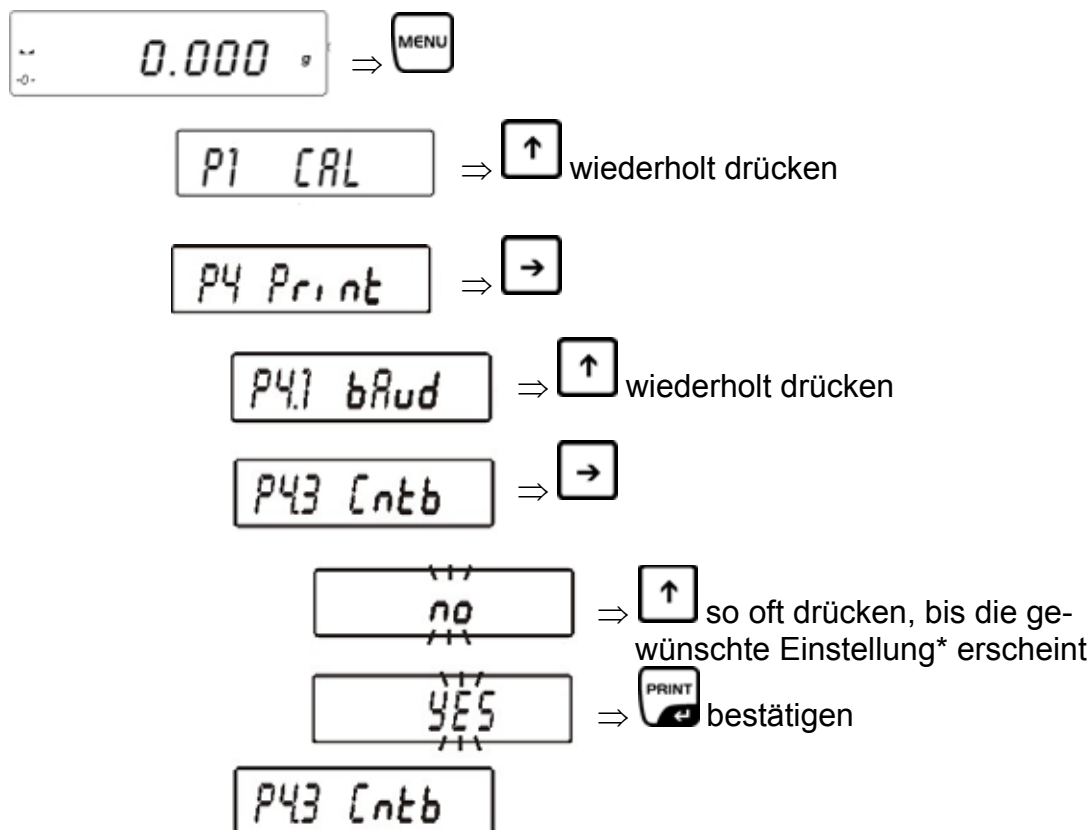 0.000 g ⇒ MENU
-0-
P1 CAL ⇒ ↑ wiederholt drücken
P4 Print ⇒ →
P4.1 bAud ⇒ ↑ wiederholt drücken
P4.3 Cntb ⇒ →
no ⇒ ↑ so oft drücken, bis die ge-
wünschte Einstellung* erscheint
YES ⇒ PRINT bestätigen
P4.3 Cntb